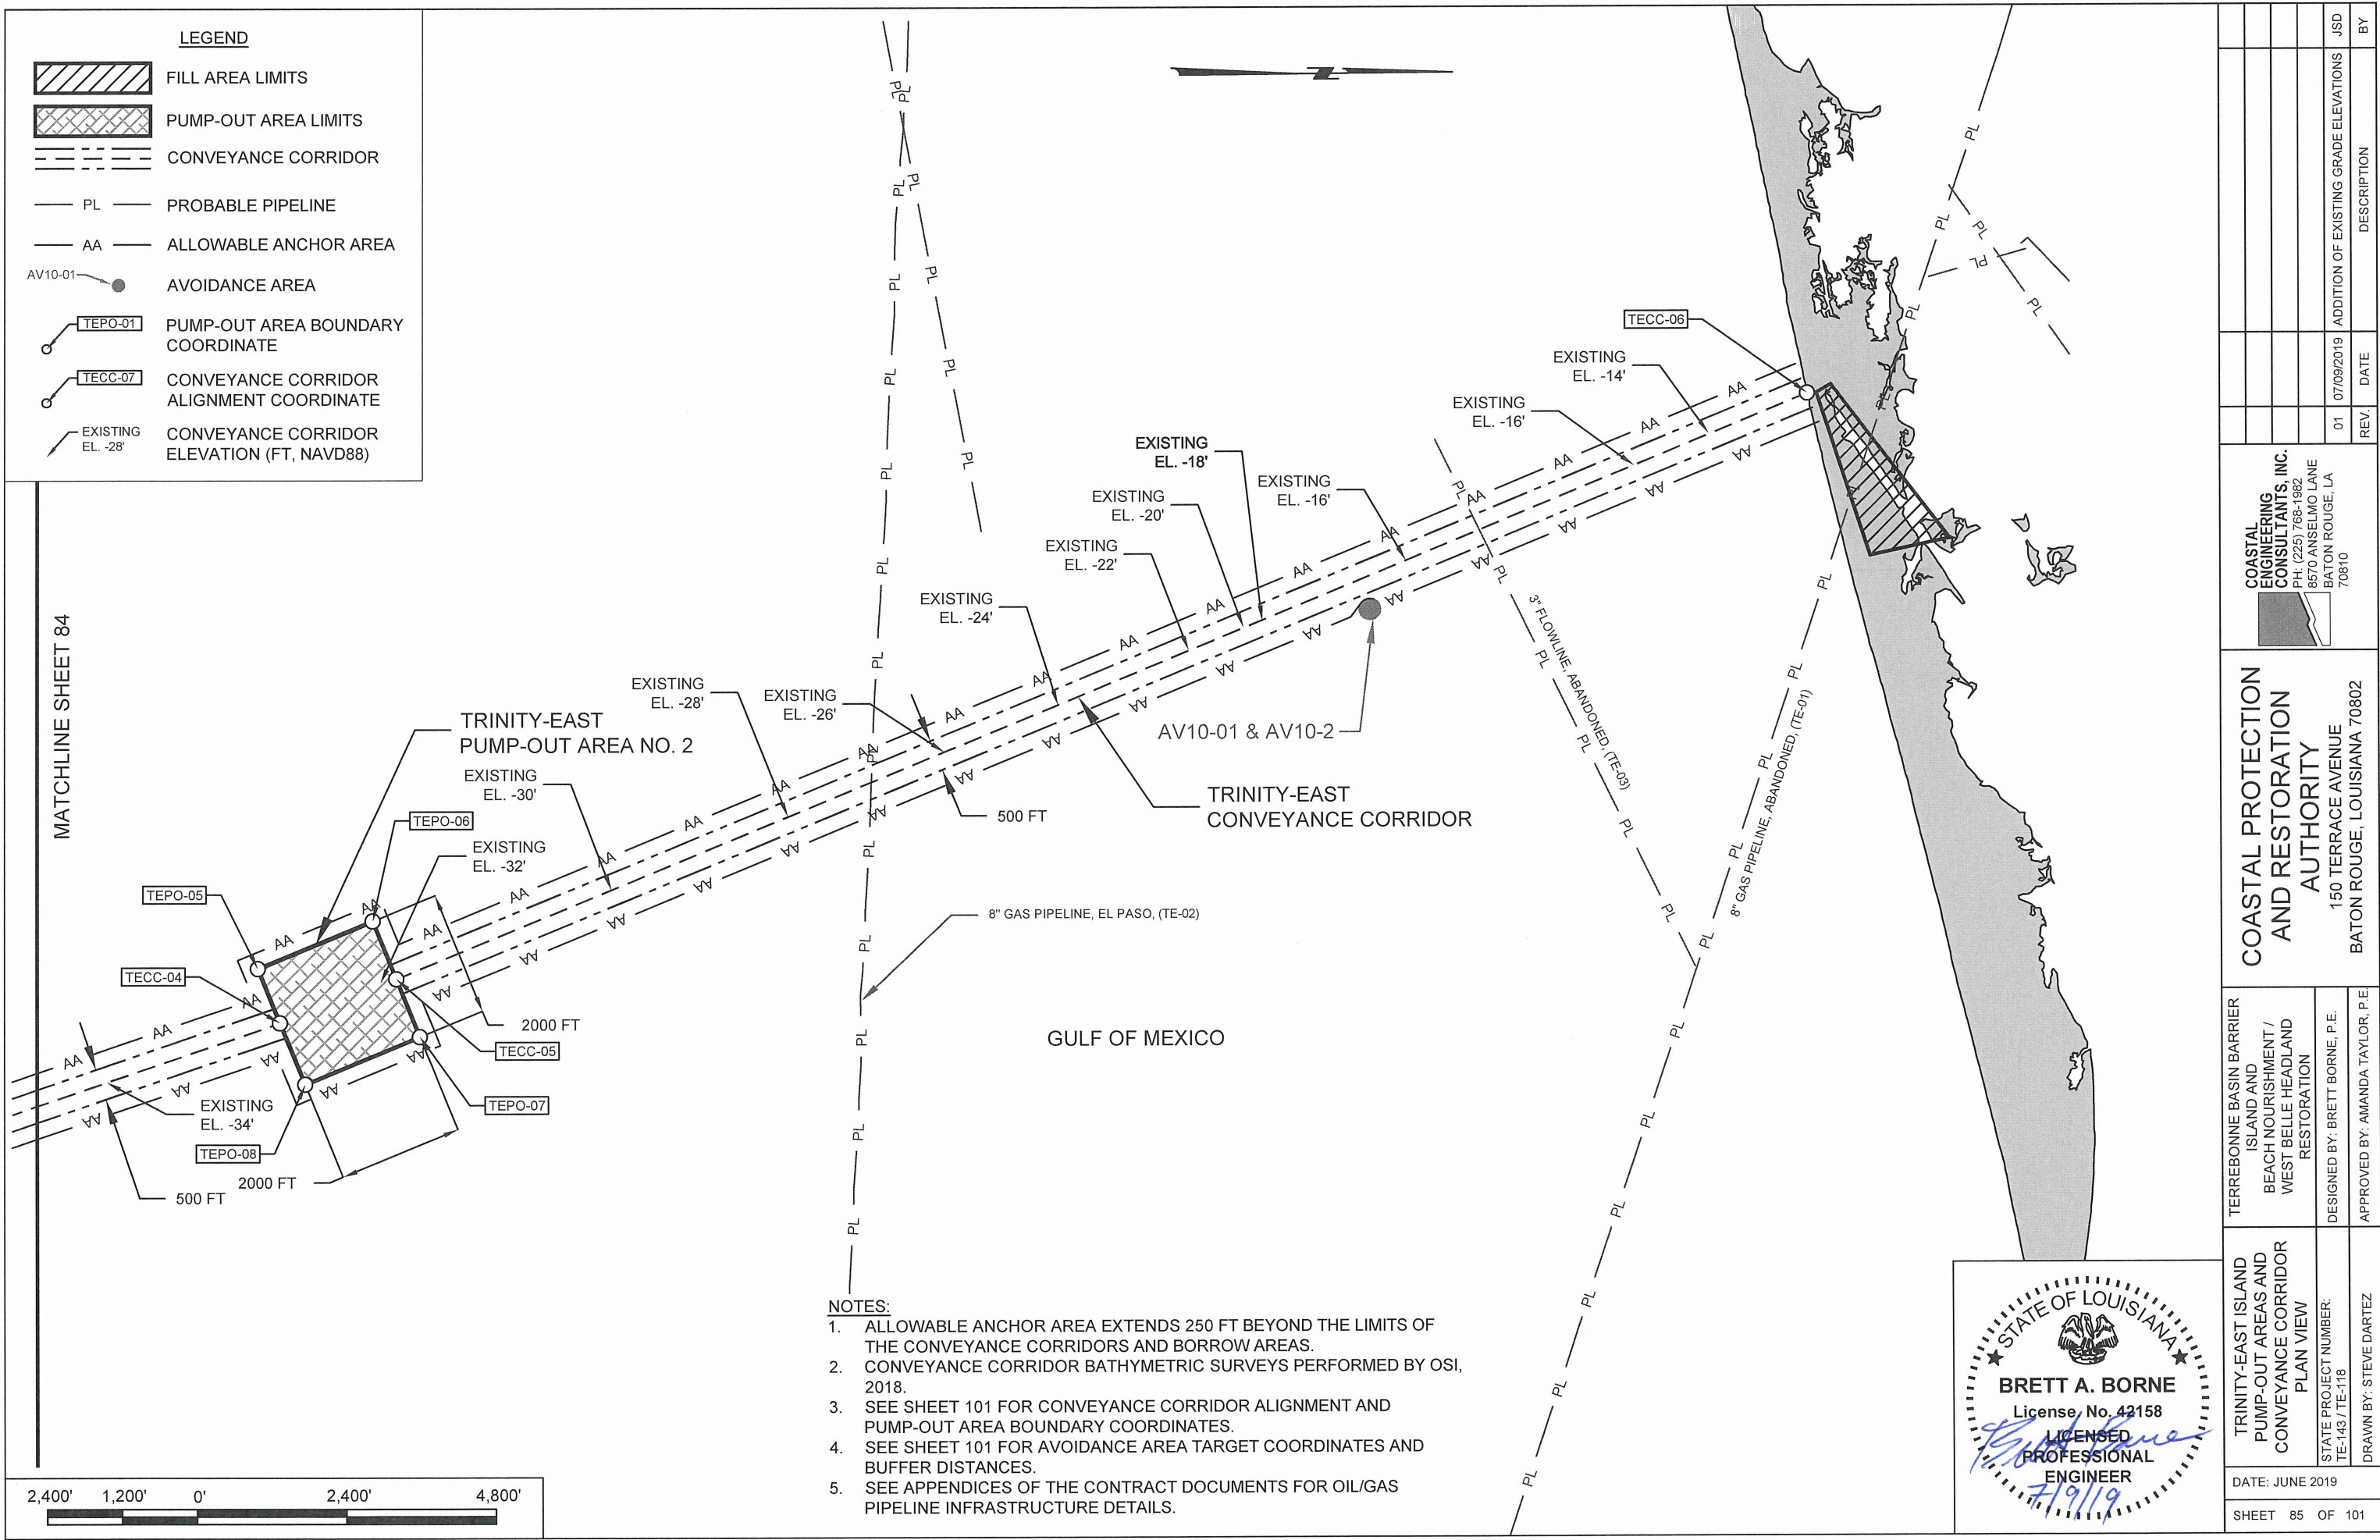 LEGEND
FILL AREA LIMITS
PUMP-OUT AREA LIMITS
CONVEYANCE CORRIDOR
PL
PROBABLE PIPELINE
AA
ALLOWABLE ANCHOR AREA
AV10-01
AVOIDANCE AREA
TEPO-01
PUMP-OUT AREA BOUNDARY
COORDINATE
TECC-07
CONVEYANCE CORRIDOR
ALIGNMENT COORDINATE
EXISTING
EL. -28'
CONVEYANCE CORRIDOR
ELEVATION (FT, NAVD88)
MATCHLINE SHEET 84
TECC-06
EXISTING
EL. -14'
EXISTING
EL. -16'
EXISTING
EL. -18'
EXISTING
EL. -16'
EXISTING
EL. -20'
EXISTING
EL. -22'
EXISTING
EL. -24'
EXISTING
EL. -28'
EXISTING
EL. -26'
TRINITY-EAST
PUMP-OUT AREA NO. 2
EXISTING
EL. -30'
TEPO-06
EXISTING
EL. -32'
TEPO-05
TECC-04
2000 FT
TECC-05
TEPO-07
EXISTING
EL. -34'
TEPO-08
2000 FT
500 FT
AV10-01 & AV10-2
TRINITY-EAST
CONVEYANCE CORRIDOR
500 FT
3" FLOWLINE, ABANDONED, (TE-03)
8" GAS PIPELINE, ABANDONED, (TE-01)
8" GAS PIPELINE, EL PASO, (TE-02)
GULF OF MEXICO
NOTES:
1. ALLOWABLE ANCHOR AREA EXTENDS 250 FT BEYOND THE LIMITS OF
THE CONVEYANCE CORRIDORS AND BORROW AREAS.
2. CONVEYANCE CORRIDOR BATHYMETRIC SURVEYS PERFORMED BY OSI,
2018.
3. SEE SHEET 101 FOR CONVEYANCE CORRIDOR ALIGNMENT AND
PUMP-OUT AREA BOUNDARY COORDINATES.
4. SEE SHEET 101 FOR AVOIDANCE AREA TARGET COORDINATES AND
BUFFER DISTANCES.
5. SEE APPENDICES OF THE CONTRACT DOCUMENTS FOR OIL/GAS
PIPELINE INFRASTRUCTURE DETAILS.
2,400' 1,200' 0' 2,400' 4,800'
STATE OF LOUISIANA
BRETT A. BORNE
License. No. 42158
LICENSED
PROFESSIONAL
ENGINEER
7/9/19
01 07/09/2019 ADDITION OF EXISTING GRADE ELEVATIONS JSD
REV. DATE DESCRIPTION BY
COASTAL
ENGINEERING
CONSULTANTS, INC.
PH: (225) 768-1982
8570 ANSELMO LANE
BATON ROUGE, LA
70810
COASTAL PROTECTION
AND RESTORATION
AUTHORITY
150 TERRACE AVENUE
BATON ROUGE, LOUISIANA 70802
TERREBONNE BASIN BARRIER
ISLAND AND
BEACH NOURISHMENT /
WEST BELLE HEADLAND
RESTORATION
DESIGNED BY: BRETT BORNE, P.E.
APPROVED BY: AMANDA TAYLOR, P.E.
TRINITY-EAST ISLAND
PUMP-OUT AREAS AND
CONVEYANCE CORRIDOR
PLAN VIEW
STATE PROJECT NUMBER:
TE-143 / TE-118
DRAWN BY: STEVE DARTEZ
DATE: JUNE 2019
SHEET 85 OF 101